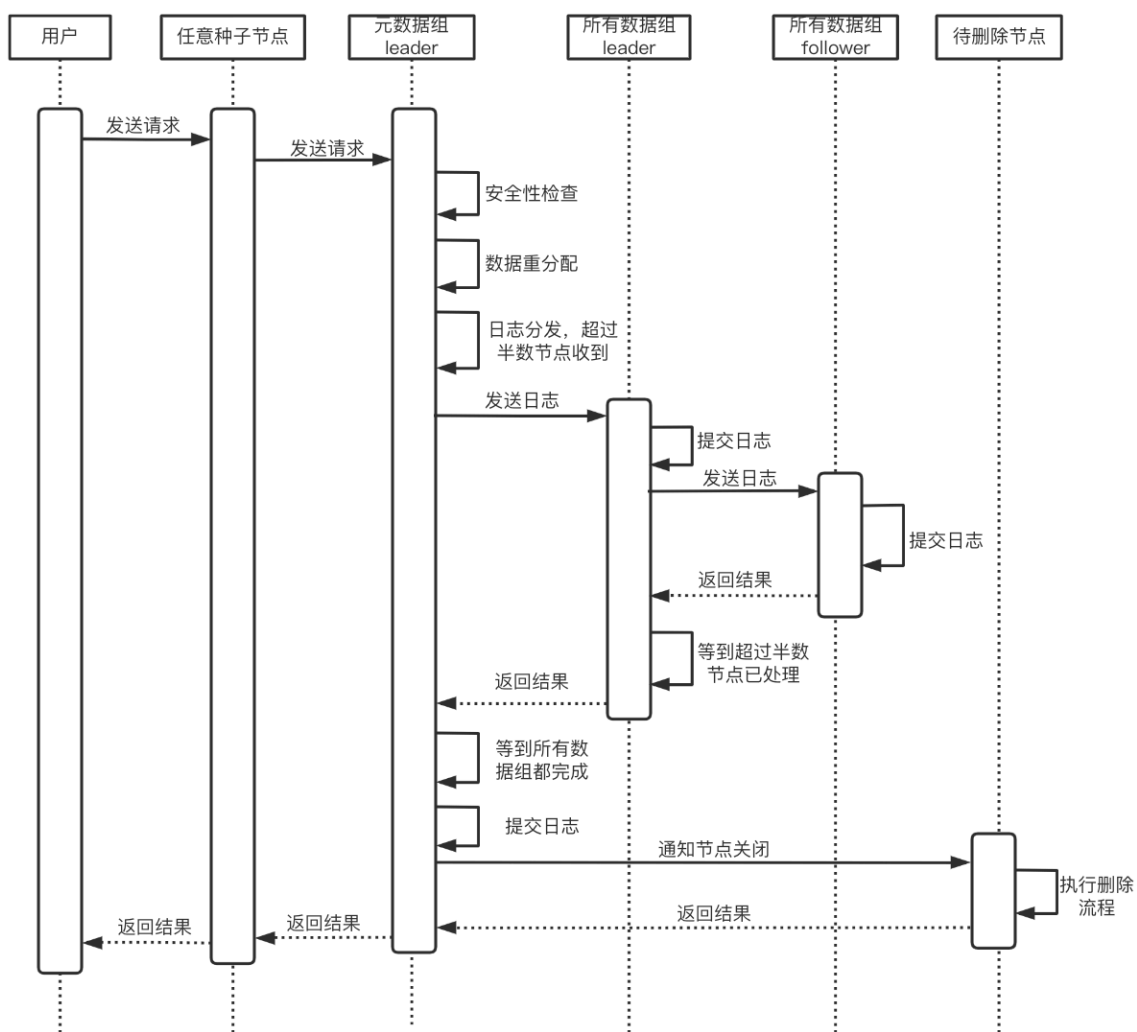 用户
任意种子节点
元数据组
leader
所有数据组
leader
所有数据组
follower
待删除节点
发送请求
发送请求
安全性检查
数据重分配
日志分发，超过
半数节点收到
发送日志
提交日志
发送日志
提交日志
返回结果
等到超过半数
节点已处理
返回结果
等到所有数
据组都完成
提交日志
通知节点关闭
执行删除
流程
返回结果
返回结果
返回结果